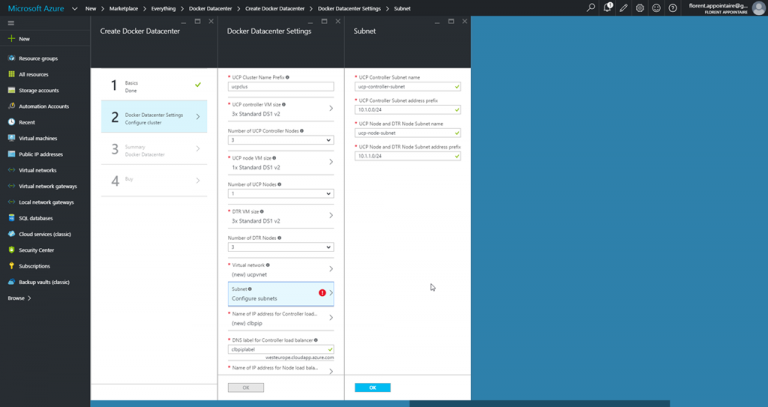 Microsoft Azure
New > Marketplace > Everything > Docker Datacenter > Create Docker Datacenter > Docker Datacenter Settings > Subnet
1
florent.appointaire@g...
FLORENT APPOINTAIRE
New
Resource groups
All resources
Storage accounts
Automation Accounts
Recent
Virtual machines
Public IP addresses
Virtual networks
Virtual network gateways
Local network gateways
SQL databases
Cloud services (classic)
Security Center
Subscriptions
Backup vaults (classic)
Browse >
Create Docker Datacenter
1
Basics
Done
2
Docker Datacenter Settings
Configure cluster
3
Summary
Docker Datacenter
4
Buy
Docker Datacenter Settings
* UCP Cluster Name Prefix
ucpclus
* UCP controller VM size
3x Standard DS1 v2
Number of UCP Controller Nodes
3
* UCP node VM size
1x Standard DS1 v2
Number of UCP Nodes
1
* DTR VM size
3x Standard DS1 v2
Number of DTR Nodes
3
* Virtual network
(new) ucpvnet
Subnet
Configure subnets
* Name of IP address for Controller load...
(new) clbpip
* DNS label for Controller load balancer
clbpiplabel
.westeurope.cloudapp.azure.com
* Name of IP address for Node load bala...
OK
Subnet
* UCP Controller Subnet name
ucp-controller-subnet
* UCP Controller Subnet address prefix
10.1.0.0/24
* UCP Node and DTR Node Subnet name
ucp-node-subnet
* UCP Node and DTR Node Subnet address prefix
10.1.1.0/24
OK